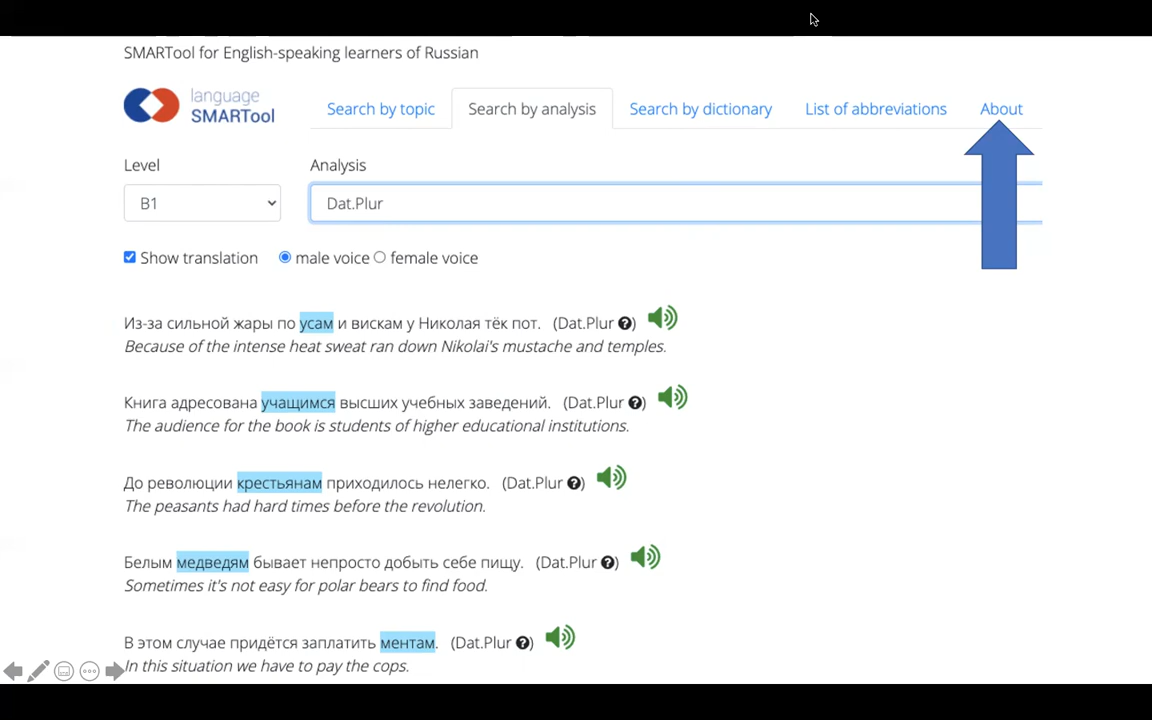 SMARTool for English-speaking learners of Russian
language
SMARTool
Search by topic
Search by analysis
Search by dictionary
List of abbreviations
About
Level
Analysis
B1
Dat.Plur
Show translation
male voice
female voice
Из-за сильной жары по усам и вискам у Николая тёк пот. (Dat.Plur ?)
Because of the intense heat sweat ran down Nikolai's mustache and temples.
Книга адресована учащимся высших учебных заведений. (Dat.Plur ?)
The audience for the book is students of higher educational institutions.
До революции крестьянам приходилось нелегко. (Dat.Plur ?)
The peasants had hard times before the revolution.
Белым медведям бывает непросто добыть себе пищу. (Dat.Plur ?)
Sometimes it's not easy for polar bears to find food.
В этом случае придётся заплатить ментам. (Dat.Plur ?)
In this situation we have to pay the cops.